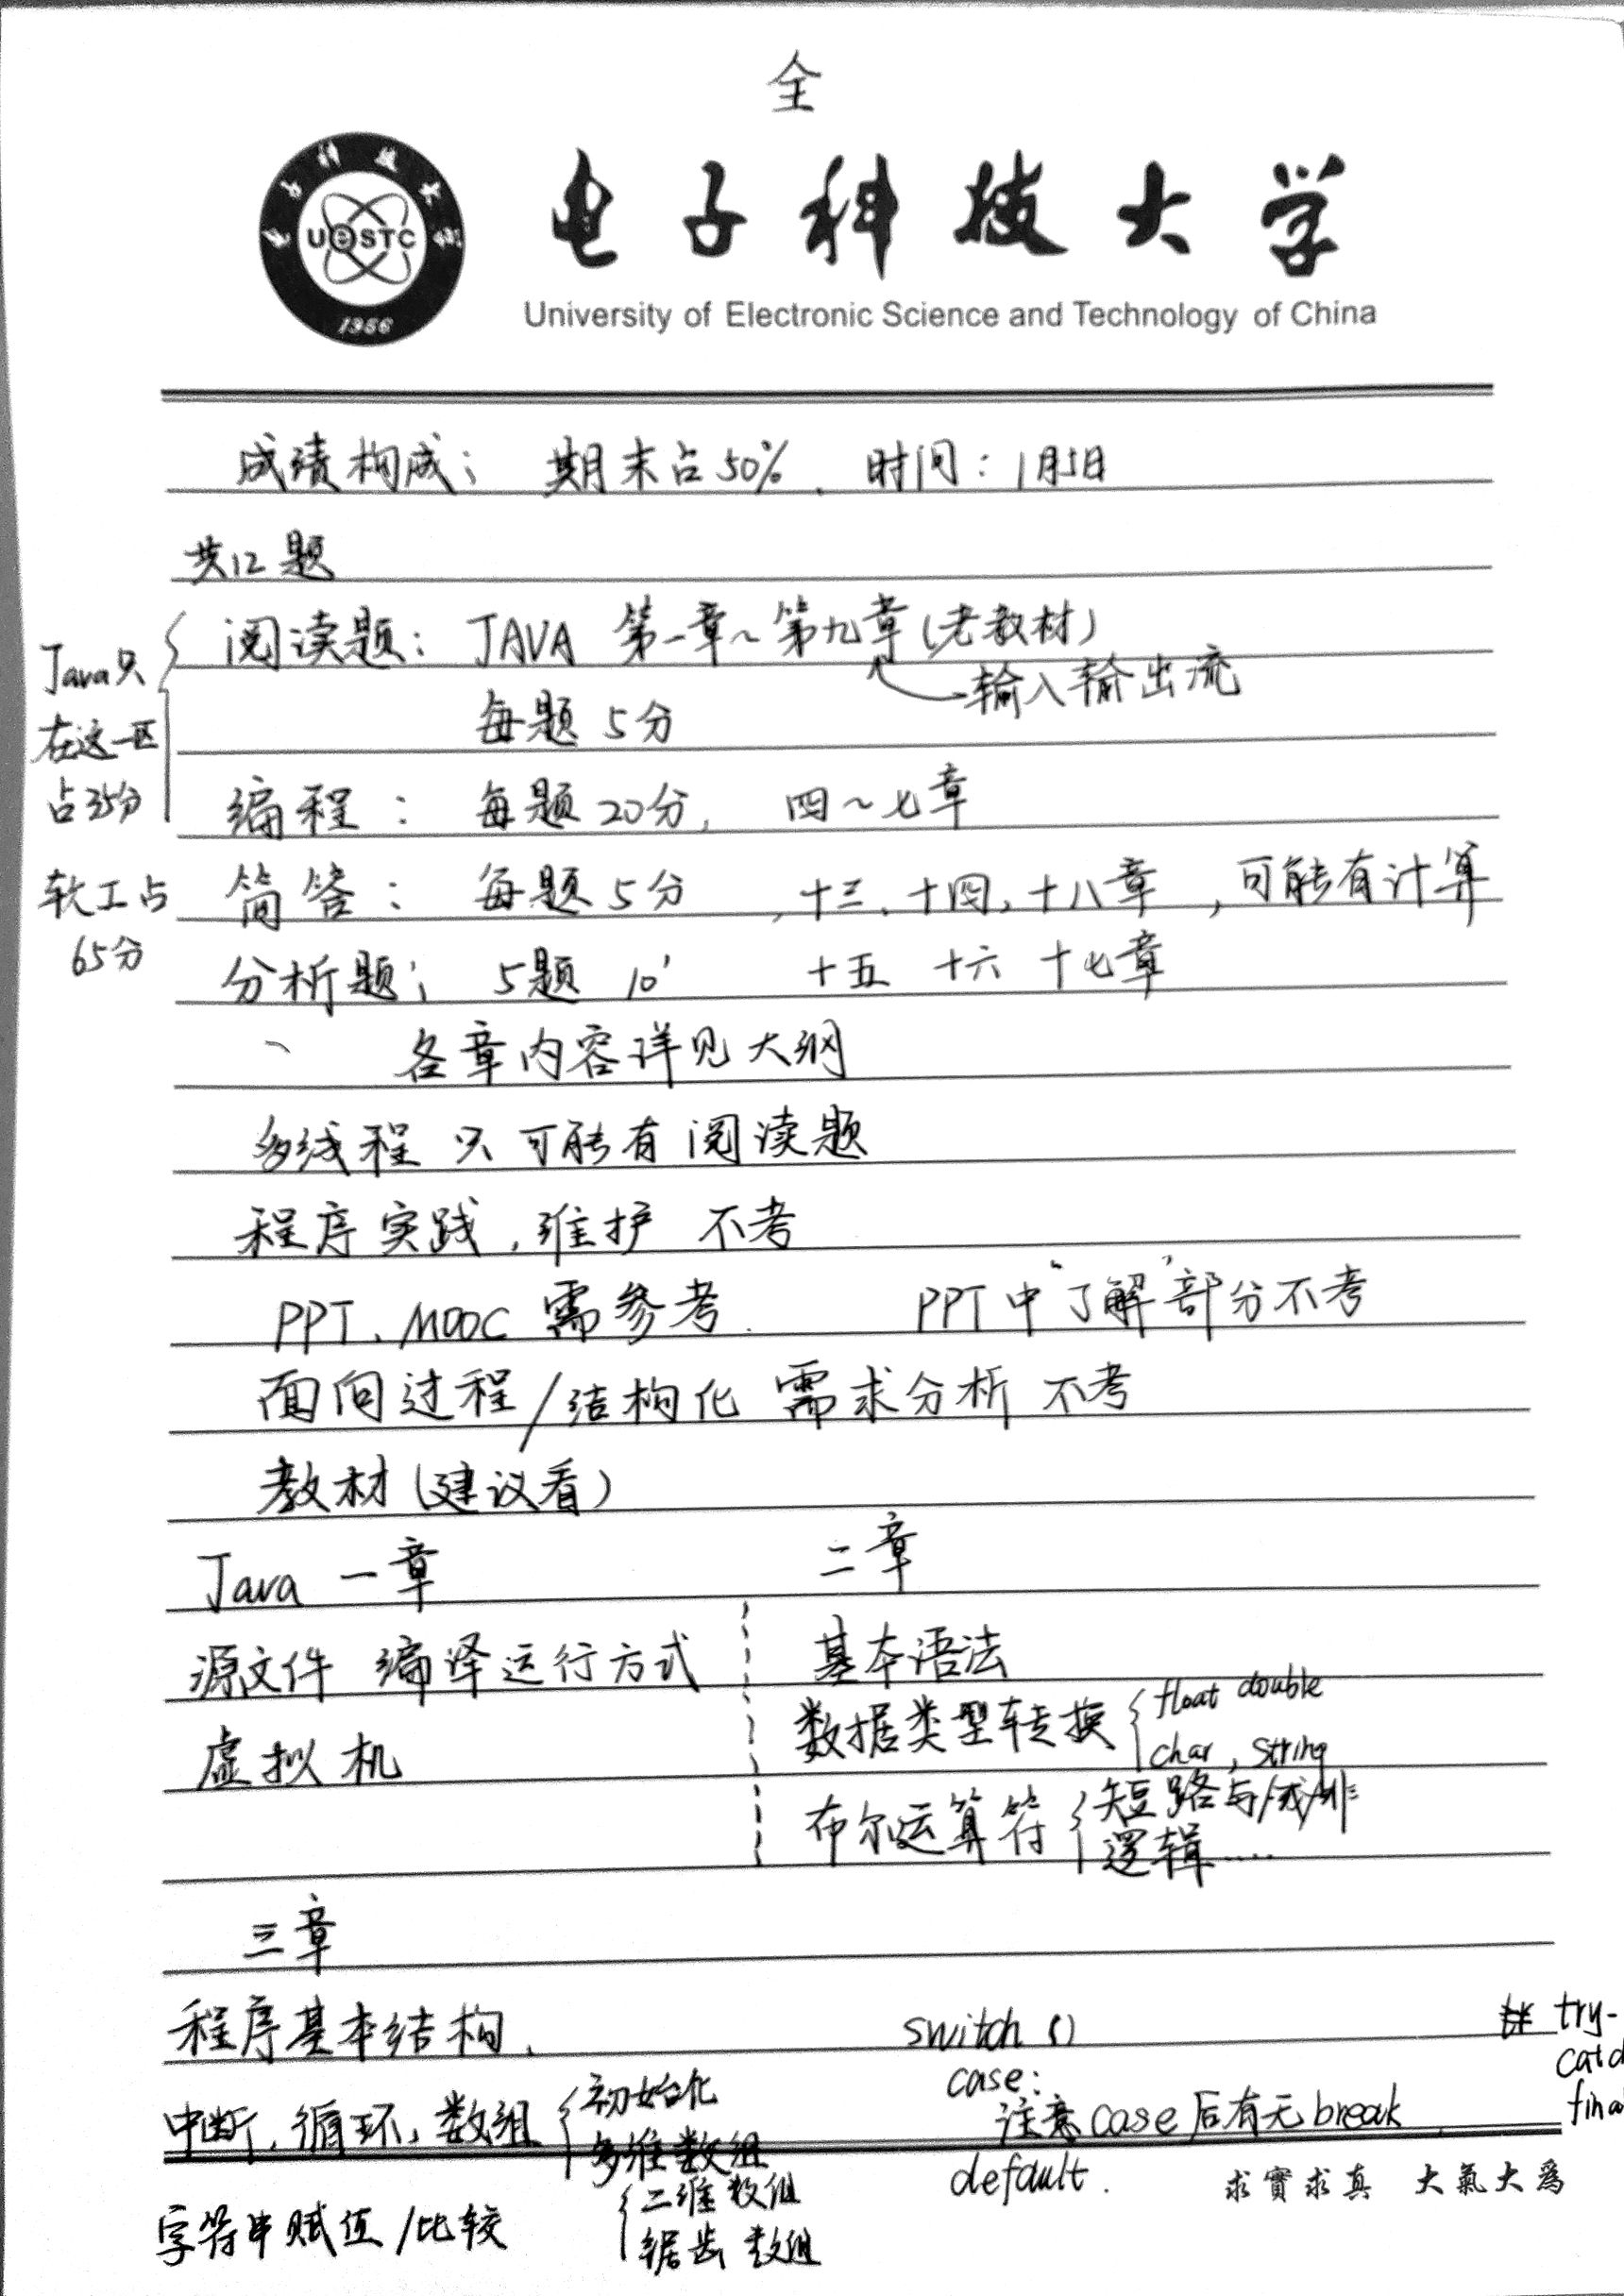 全
电子科技大学
UeSTC
1956
University of Electronic Science and Technology of China
成绩构成: 期末占50%. 时间: 1月5日
共12题
Java只在这一区占35分
阅读题: JAVA 第一章~第九章(老教材)
输入输出流
每题5分
编程: 每题20分, 四~七章
软工占65分
简答: 每题5分, 十三、十四, 十八章, 可能有计算
分析题: 5题 10' 十五 十六 十七章
各章内容详见大纲
多线程 只可能有 阅读题
程序实践, 维护 不考
PPT、MOOC 需参考. PPT中“了解”部分不考
面向过程/结构化 需求分析 不考
教材(建议看)
Java 一章 二章
源文件 编译运行方式 基本语法
虚拟机 数据类型转换 { float double
char, string
布尔运算符 { 短路与/或/非
逻辑....
三章
程序基本结构. switch () try-
case:
中断, 循环, 数组 { 初始化 注意case后有无break
多维数组
default.
{ 二维数组
锯齿数组
字符串赋值/比较
求實求真 大氣大為